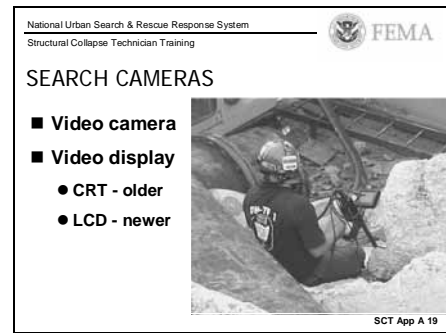 National Urban Search & Rescue Response System
Structural Collapse Technician Training
FEMA
SEARCH CAMERAS
■ Video camera
■ Video display
● CRT - older
● LCD - newer
SCT App A 19